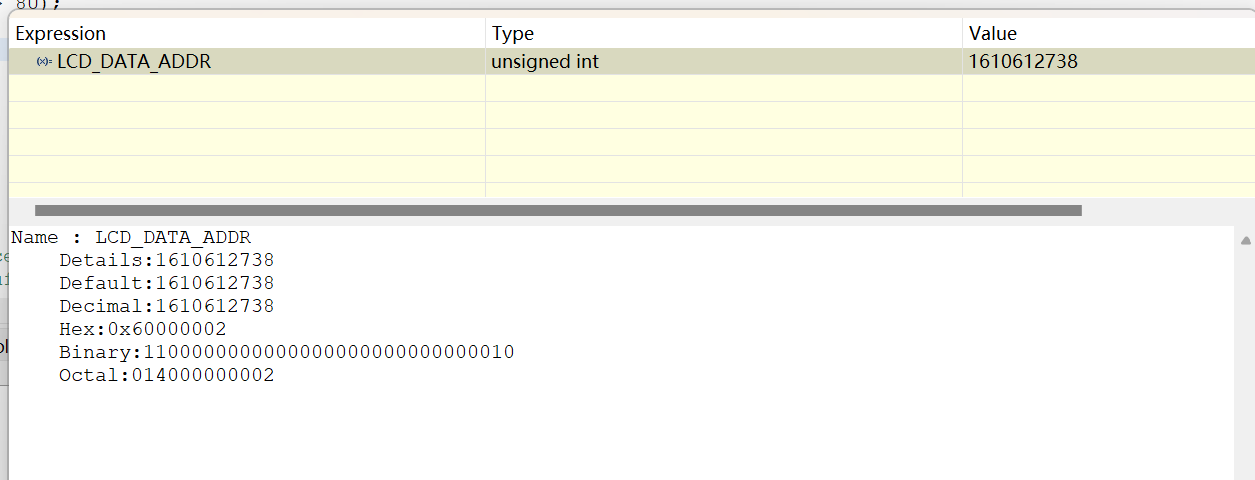 8U);
Expression Type Value
(x)= LCD_DATA_ADDR unsigned int 1610612738
Name : LCD_DATA_ADDR
Details:1610612738
Default:1610612738
Decimal:1610612738
Hex:0x60000002
Binary:1100000000000000000000000000010
Octal:014000000002